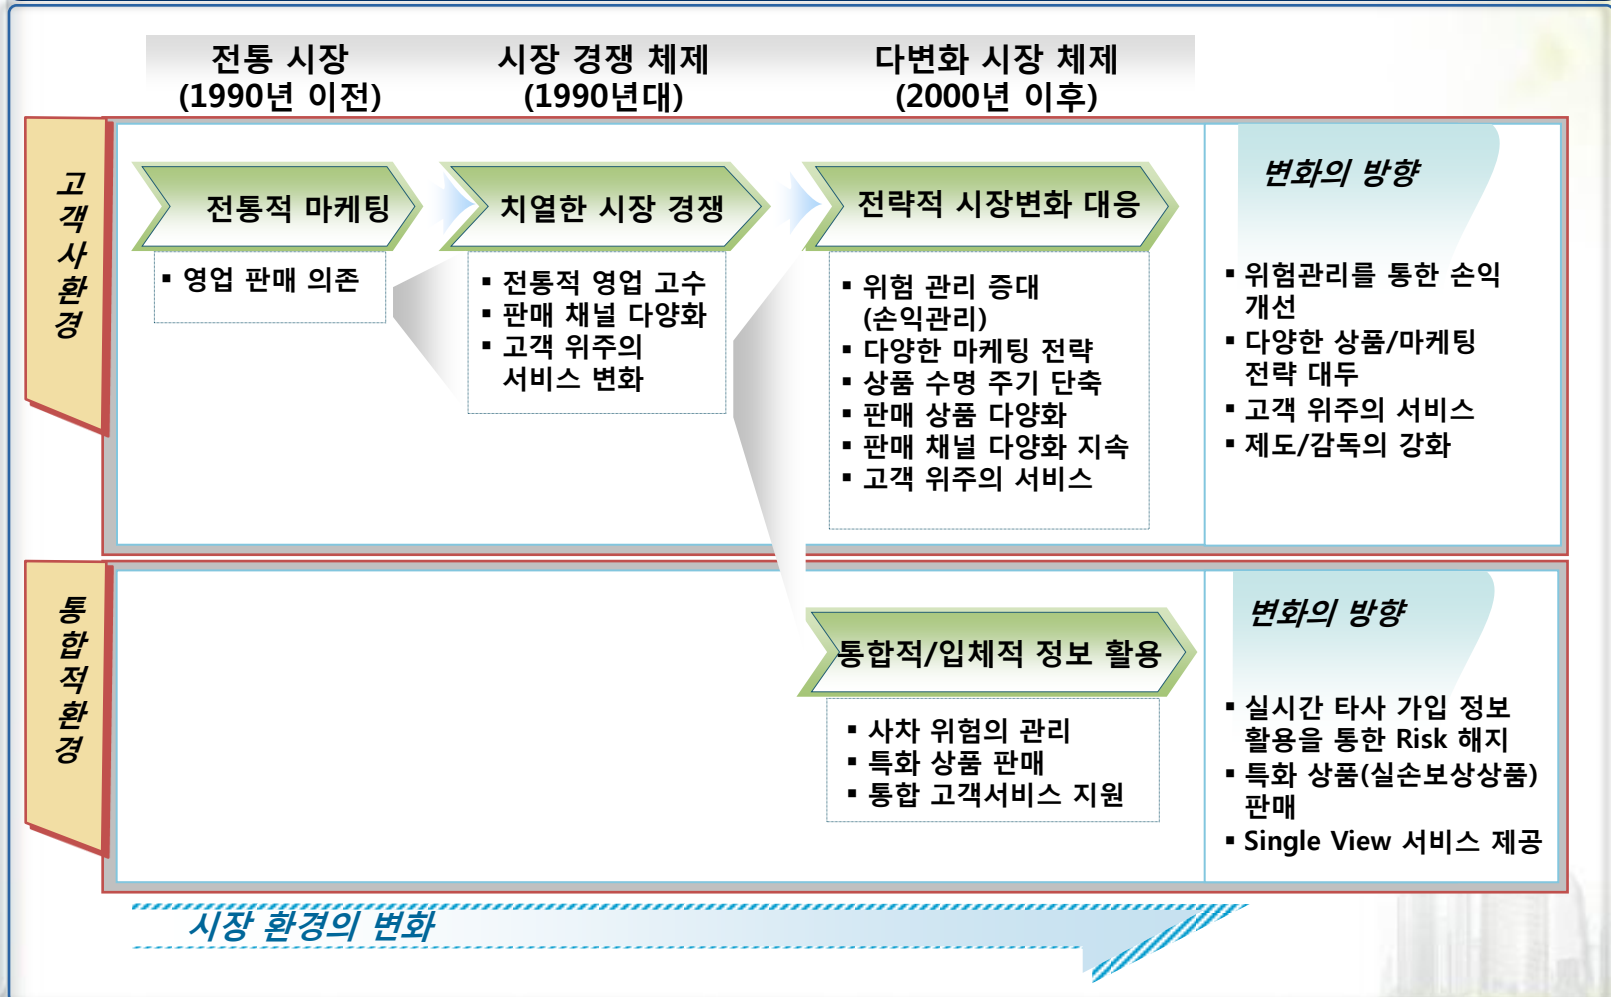 전통 시장
(1990년 이전)
시장 경쟁 체제
(1990년대)
다변화 시장 체제
(2000년 이후)
고객사환경
전통적 마케팅
▪ 영업 판매 의존
치열한 시장 경쟁
▪ 전통적 영업 고수
▪ 판매 채널 다양화
▪ 고객 위주의
서비스 변화
전략적 시장변화 대응
▪ 위험 관리 증대
(손익관리)
▪ 다양한 마케팅 전략
▪ 상품 수명 주기 단축
▪ 판매 상품 다양화
▪ 판매 채널 다양화 지속
▪ 고객 위주의 서비스
변화의 방향
▪ 위험관리를 통한 손익
개선
▪ 다양한 상품/마케팅
전략 대두
▪ 고객 위주의 서비스
▪ 제도/감독의 강화
통합적환경
통합적/입체적 정보 활용
▪ 사차 위험의 관리
▪ 특화 상품 판매
▪ 통합 고객서비스 지원
변화의 방향
▪ 실시간 타사 가입 정보
활용을 통한 Risk 해지
▪ 특화 상품(실손보상상품)
판매
▪ Single View 서비스 제공
시장 환경의 변화